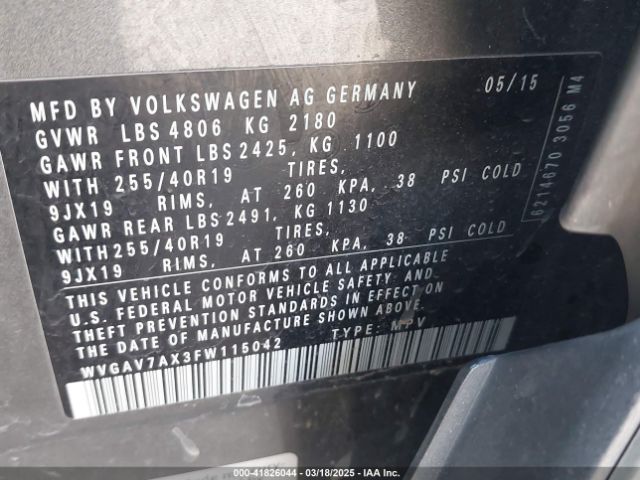 MFD BY VOLKSWAGEN AG GERMANY 05/15
GVWR LBS 4806 KG 2180
GAWR FRONT LBS 2425, KG 1100
WITH 255/40R19 TIRES,
9JX19 RIMS, AT 260 KPA, 38 PSI COLD
GAWR REAR LBS 2491, KG 1130
WITH 255/40R19 TIRES,
9JX19 RIMS, AT 260 KPA, 38 PSI COLD
THIS VEHICLE CONFORMS TO ALL APPLICABLE
U.S. FEDERAL MOTOR VEHICLE SAFETY AND
THEFT PREVENTION STANDARDS IN EFFECT ON
THE DATE OF MANUFACTURE SHOWN ABOVE.
WVGAV7AX3FW115042 TYPE: MPV
6214670 3056 M4
000-41826044 | 03/18/2025 | IAA Inc.